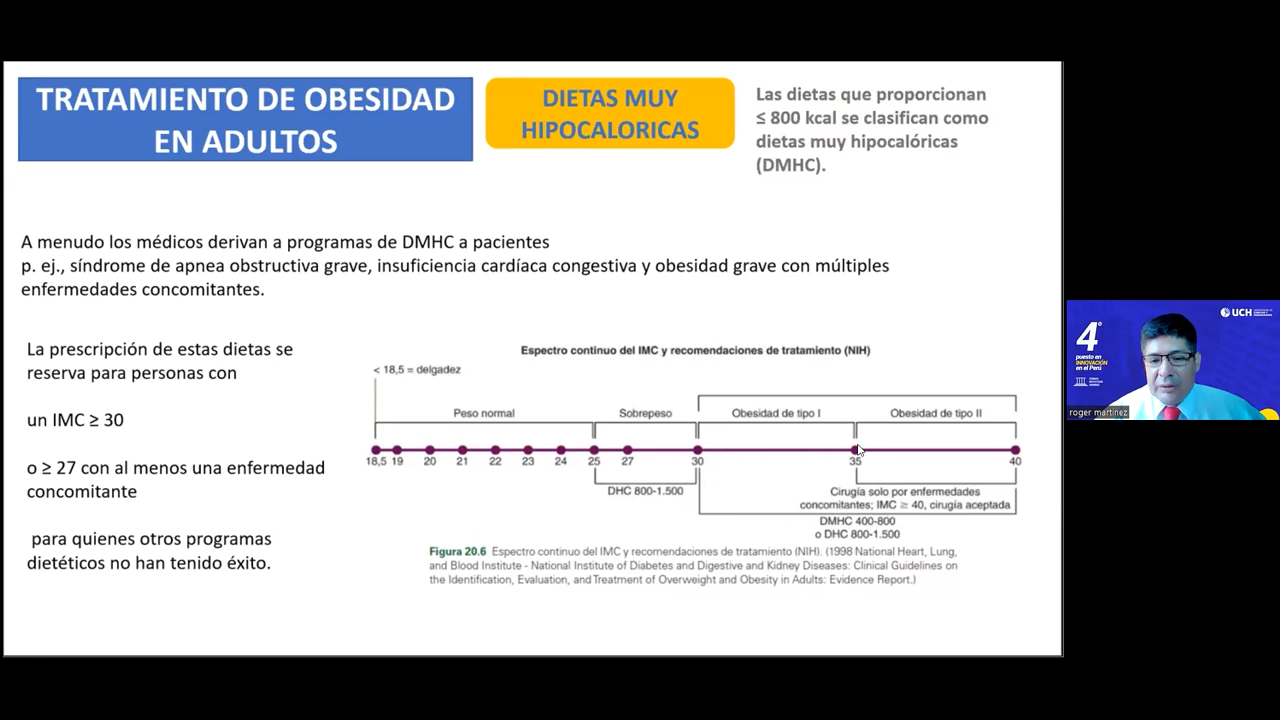 TRATAMIENTO DE OBESIDAD
EN ADULTOS
DIETAS MUY
HIPOCALORICAS
Las dietas que proporcionan
≤ 800 kcal se clasifican como
dietas muy hipocalóricas
(DMHC).
A menudo los médicos derivan a programas de DMHC a pacientes
p. ej., síndrome de apnea obstructiva grave, insuficiencia cardíaca congestiva y obesidad grave con múltiples
enfermedades concomitantes.
La prescripción de estas dietas se
reserva para personas con
un IMC ≥ 30
o ≥ 27 con al menos una enfermedad
concomitante
para quienes otros programas
dietéticos no han tenido éxito.
Espectro continuo del IMC y recomendaciones de tratamiento (NIH)
< 18,5 = delgadez
Peso normal Sobrepeso Obesidad de tipo I Obesidad de tipo II
18,5 19 20 21 22 23 24 25 27 30 35 40
DHC 800-1.500
Cirugía solo por enfermedades
concomitantes; IMC ≥ 40, cirugía aceptada
DMHC 400-800
o DHC 800-1.500
Figura 20.6 Espectro continuo del IMC y recomendaciones de tratamiento (NIH). (1998 National Heart, Lung,
and Blood Institute - National Institute of Diabetes and Digestive and Kidney Diseases: Clinical Guidelines on
the Identification, Evaluation, and Treatment of Overweight and Obesity in Adults: Evidence Report.)
UCH
4°
puesto en
INNOVACIÓN
en el Perú
roger martinez